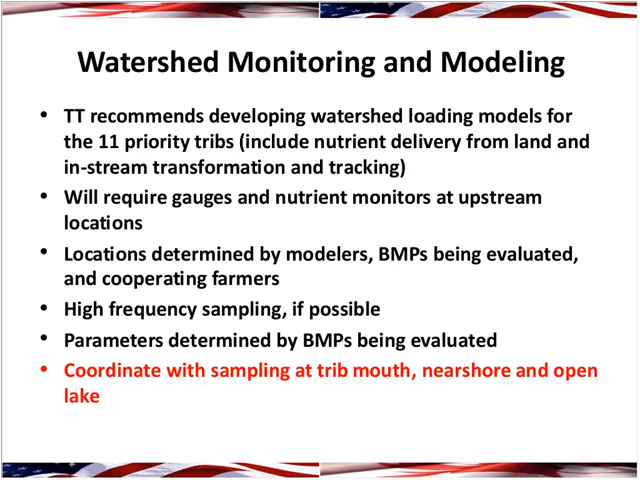 Watershed Monitoring and Modeling
• TT recommends developing watershed loading models for
the 11 priority tribs (include nutrient delivery from land and
in-stream transformation and tracking)
• Will require gauges and nutrient monitors at upstream
locations
• Locations determined by modelers, BMPs being evaluated,
and cooperating farmers
• High frequency sampling, if possible
• Parameters determined by BMPs being evaluated
• Coordinate with sampling at trib mouth, nearshore and open
lake